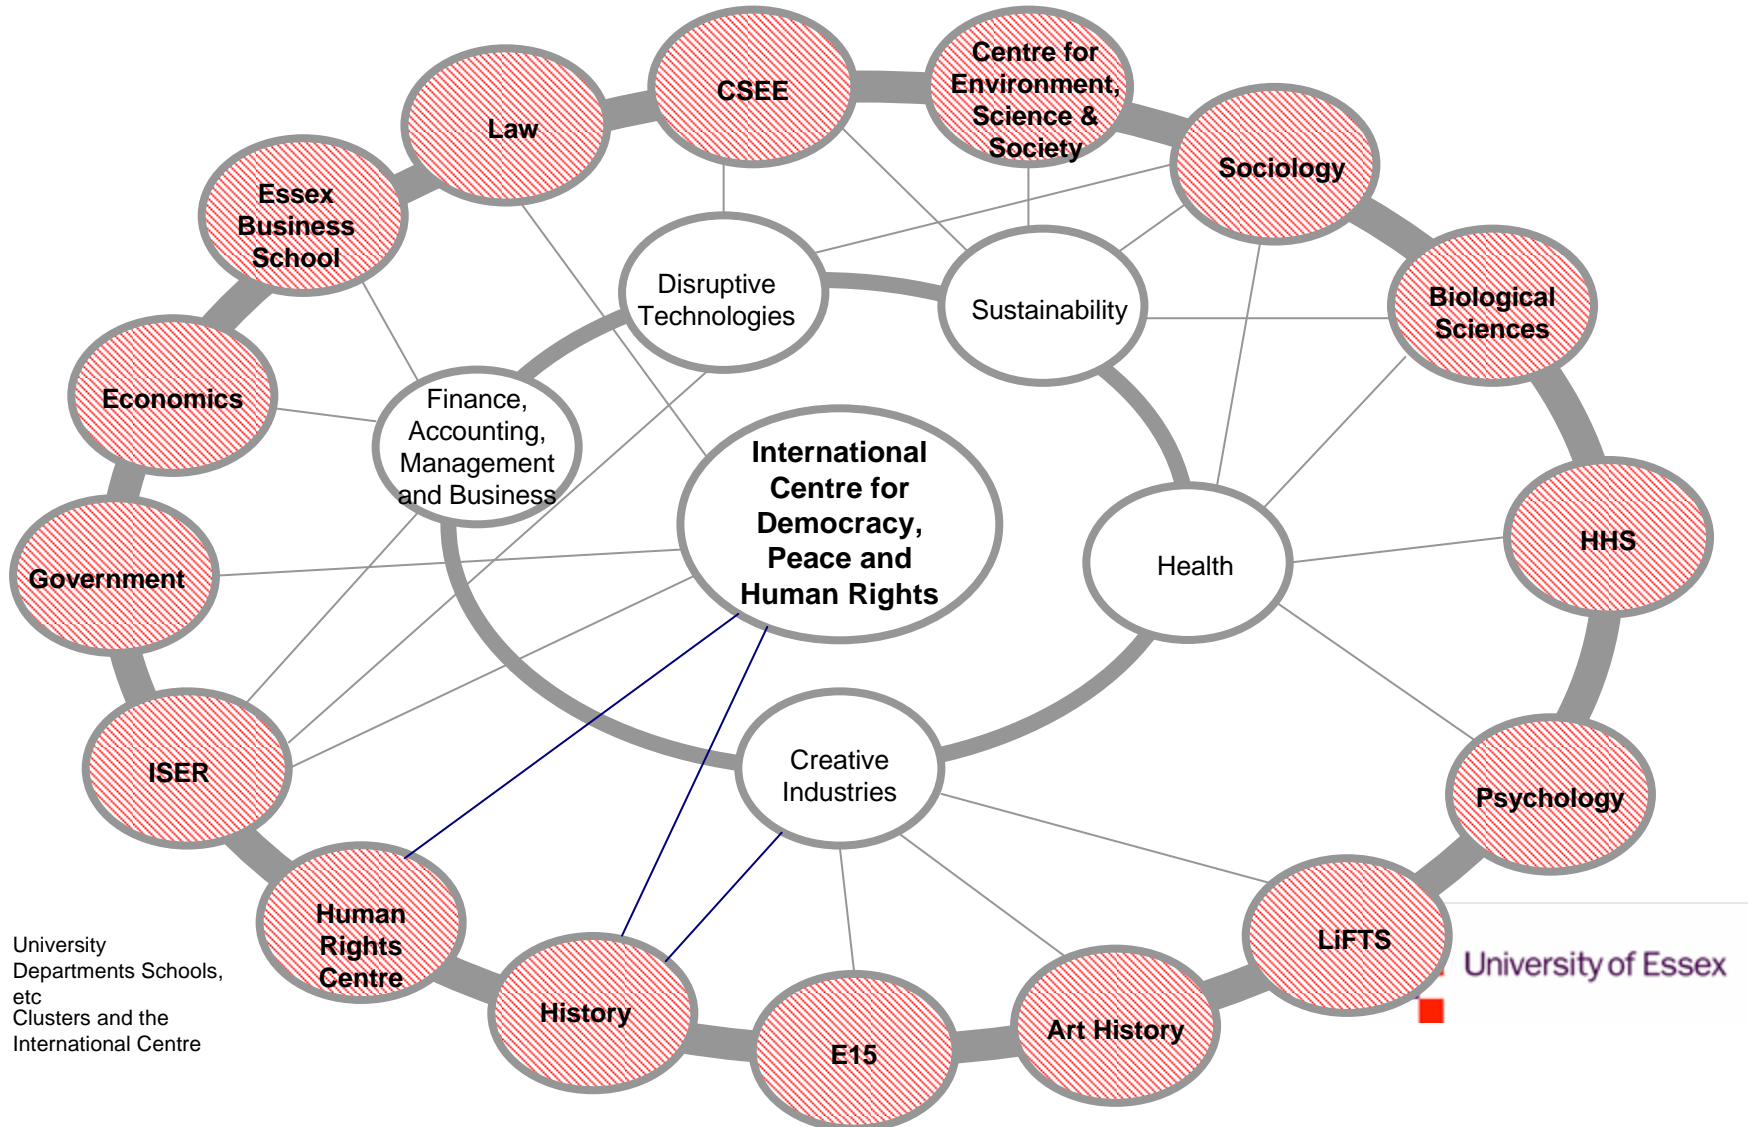 CSEE
Centre for
Environment,
Science &
Society
Law
Sociology
Essex
Business
School
Disruptive
Technologies
Sustainability
Biological
Sciences
Economics
Finance,
Accounting,
Management
and Business
International
Centre for
Democracy,
Peace and
Human Rights
HHS
Health
Government
ISER
Creative
Industries
Psychology
Human
Rights
Centre
LiFTS
History
E15
Art History
University
Departments Schools,
etc
Clusters and the
International Centre
University of Essex